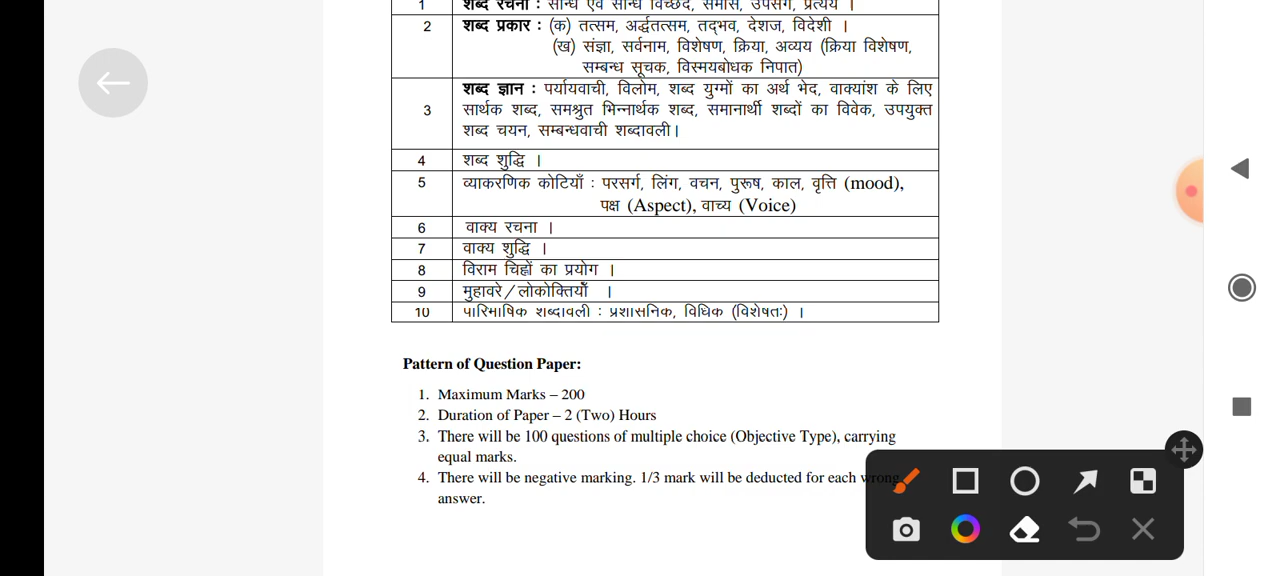 1 शब्द रचना : सन्धि एवं सन्धि विच्छेद, समास, उपसर्ग, प्रत्यय ।
2 शब्द प्रकार : (क) तत्सम, अर्द्धतत्सम, तद्भव, देशज, विदेशी ।
(ख) संज्ञा, सर्वनाम, विशेषण, क्रिया, अव्यय (क्रिया विशेषण,
सम्बन्ध सूचक, विस्मयबोधक निपात)
शब्द ज्ञान : पर्यायवाची, विलोम, शब्द युग्मों का अर्थ भेद, वाक्यांश के लिए
3 सार्थक शब्द, समश्रुत भिन्नार्थक शब्द, समानार्थी शब्दों का विवेक, उपयुक्त
शब्द चयन, सम्बन्धवाची शब्दावली।
4 शब्द शुद्धि ।
5 व्याकरणिक कोटियाँ : परसर्ग, लिंग, वचन, पुरूष, काल, वृत्ति (mood),
पक्ष (Aspect), वाच्य (Voice)
6 वाक्य रचना ।
7 वाक्य शुद्धि ।
8 विराम चिह्नों का प्रयोग ।
9 मुहावरे/लोकोक्तियाँ ।
10 पारिभाषिक शब्दावली : प्रशासनिक, विधिक (विशेषतः) ।
Pattern of Question Paper:
1. Maximum Marks – 200
2. Duration of Paper – 2 (Two) Hours
3. There will be 100 questions of multiple choice (Objective Type), carrying
equal marks.
4. There will be negative marking. 1/3 mark will be deducted for each wrong
answer.